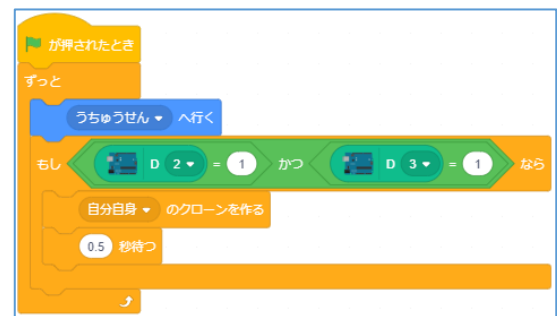 が押されたとき
ずっと
うちゅうせん へ行く
もし D 2 = 1 かつ D 3 = 1 なら
自分自身 のクローンを作る
0.5 秒待つ